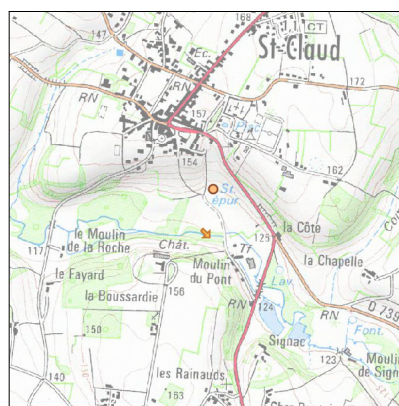 168
CT
147
Ec.
St-Claud
172
RN
RN
157
Parc
154
162
St.
épur.
le Moulin
de la Roche
125
la Côte
117
Chât.
Tf
la Chapelle
le Fayard
Moulin
du Pont
Lav.
la Boussardie
156
RN
124
D 739
RN
Font.
150
Signac
123
Moulin
de Sign
140
les Rainauds
163